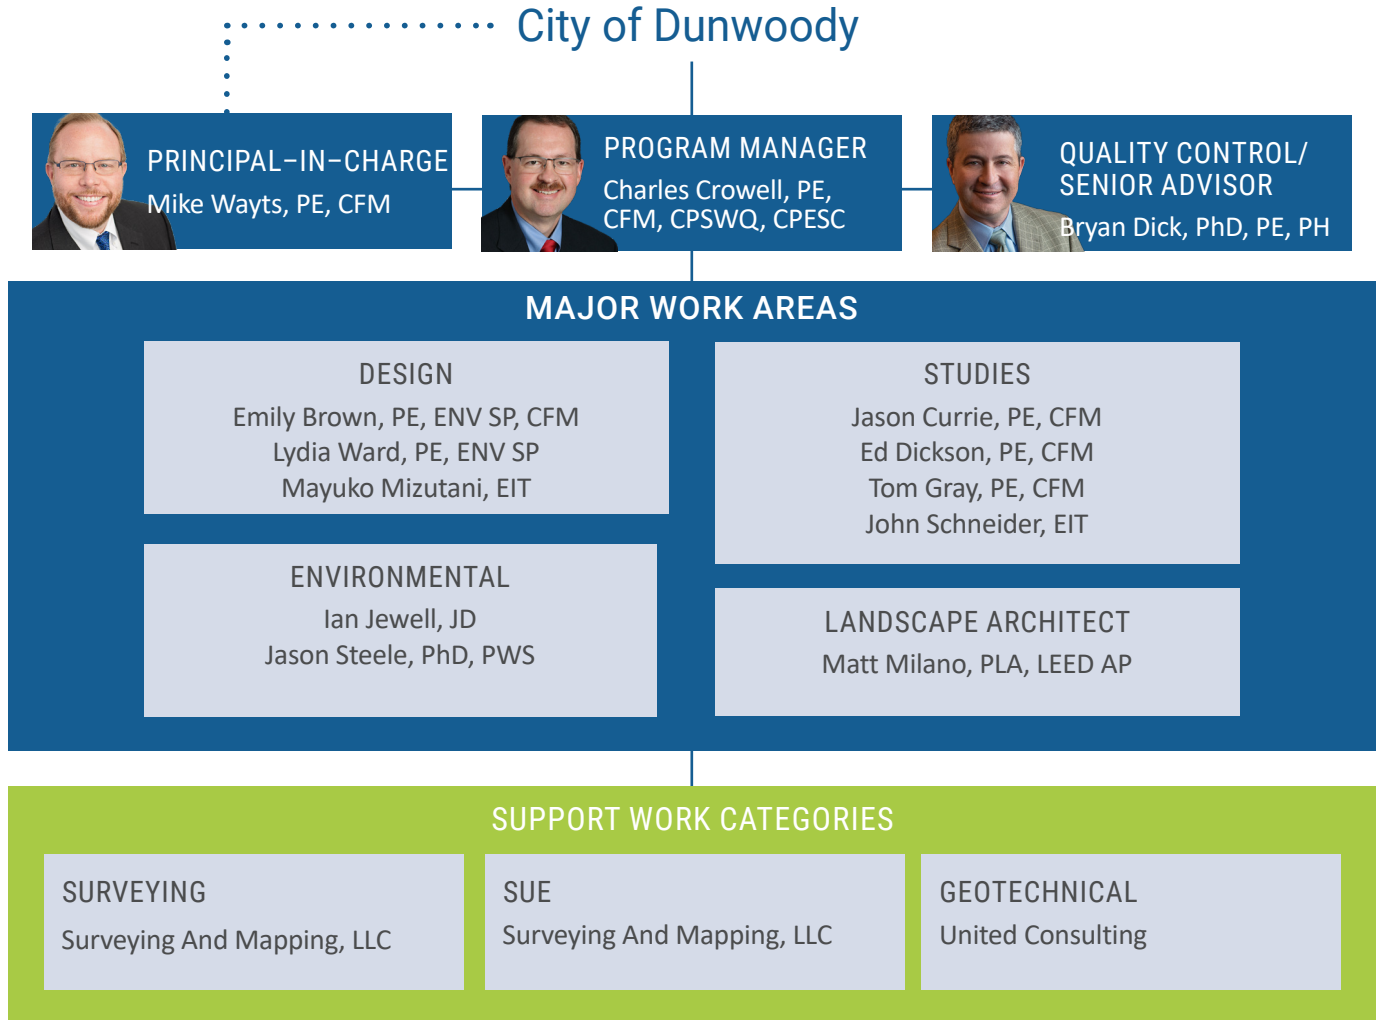 City of Dunwoody
PRINCIPAL–IN–CHARGE
Mike Wayts, PE, CFM
PROGRAM MANAGER
Charles Crowell, PE,
CFM, CPSWQ, CPESC
QUALITY CONTROL/
SENIOR ADVISOR
Bryan Dick, PhD, PE, PH
MAJOR WORK AREAS
DESIGN
Emily Brown, PE, ENV SP, CFM
Lydia Ward, PE, ENV SP
Mayuko Mizutani, EIT
STUDIES
Jason Currie, PE, CFM
Ed Dickson, PE, CFM
Tom Gray, PE, CFM
John Schneider, EIT
ENVIRONMENTAL
Ian Jewell, JD
Jason Steele, PhD, PWS
LANDSCAPE ARCHITECT
Matt Milano, PLA, LEED AP
SUPPORT WORK CATEGORIES
SURVEYING
Surveying And Mapping, LLC
SUE
Surveying And Mapping, LLC
GEOTECHNICAL
United Consulting